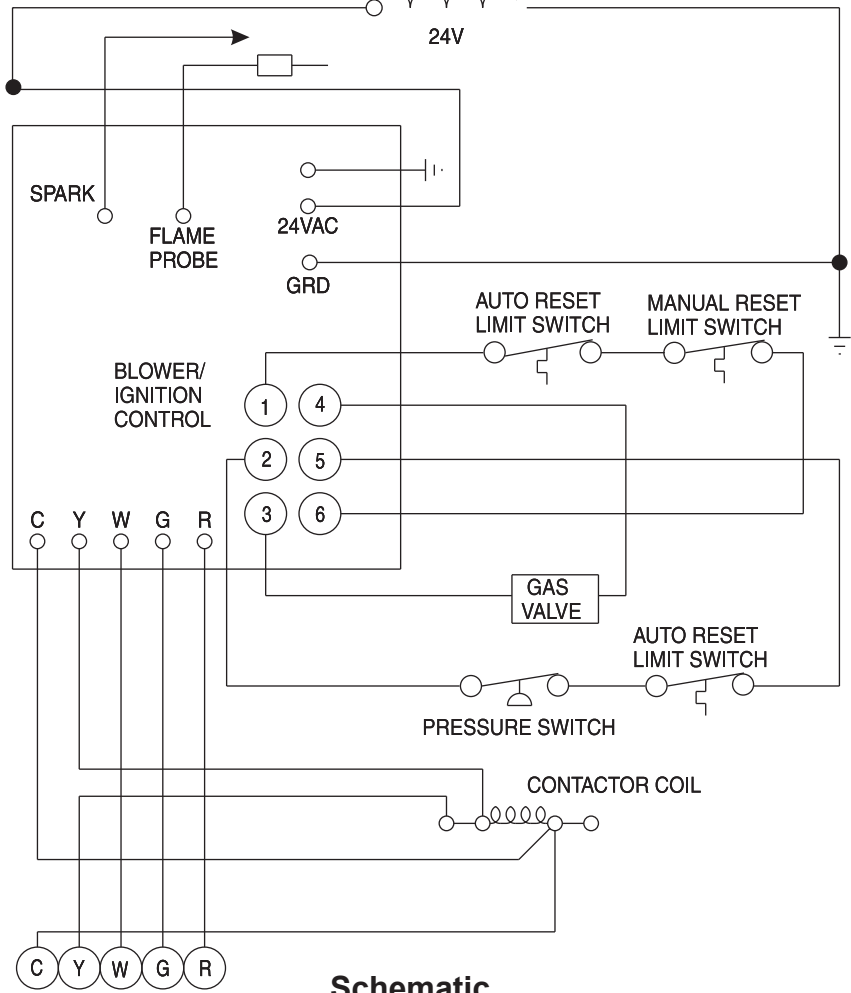 24V
SPARK
FLAME
PROBE
24VAC
GRD
AUTO RESET
LIMIT SWITCH
MANUAL RESET
LIMIT SWITCH
BLOWER/
IGNITION
CONTROL
1 4
2 5
3 6
C Y W G R
GAS
VALVE
AUTO RESET
LIMIT SWITCH
PRESSURE SWITCH
CONTACTOR COIL
C Y W G R
Schematic